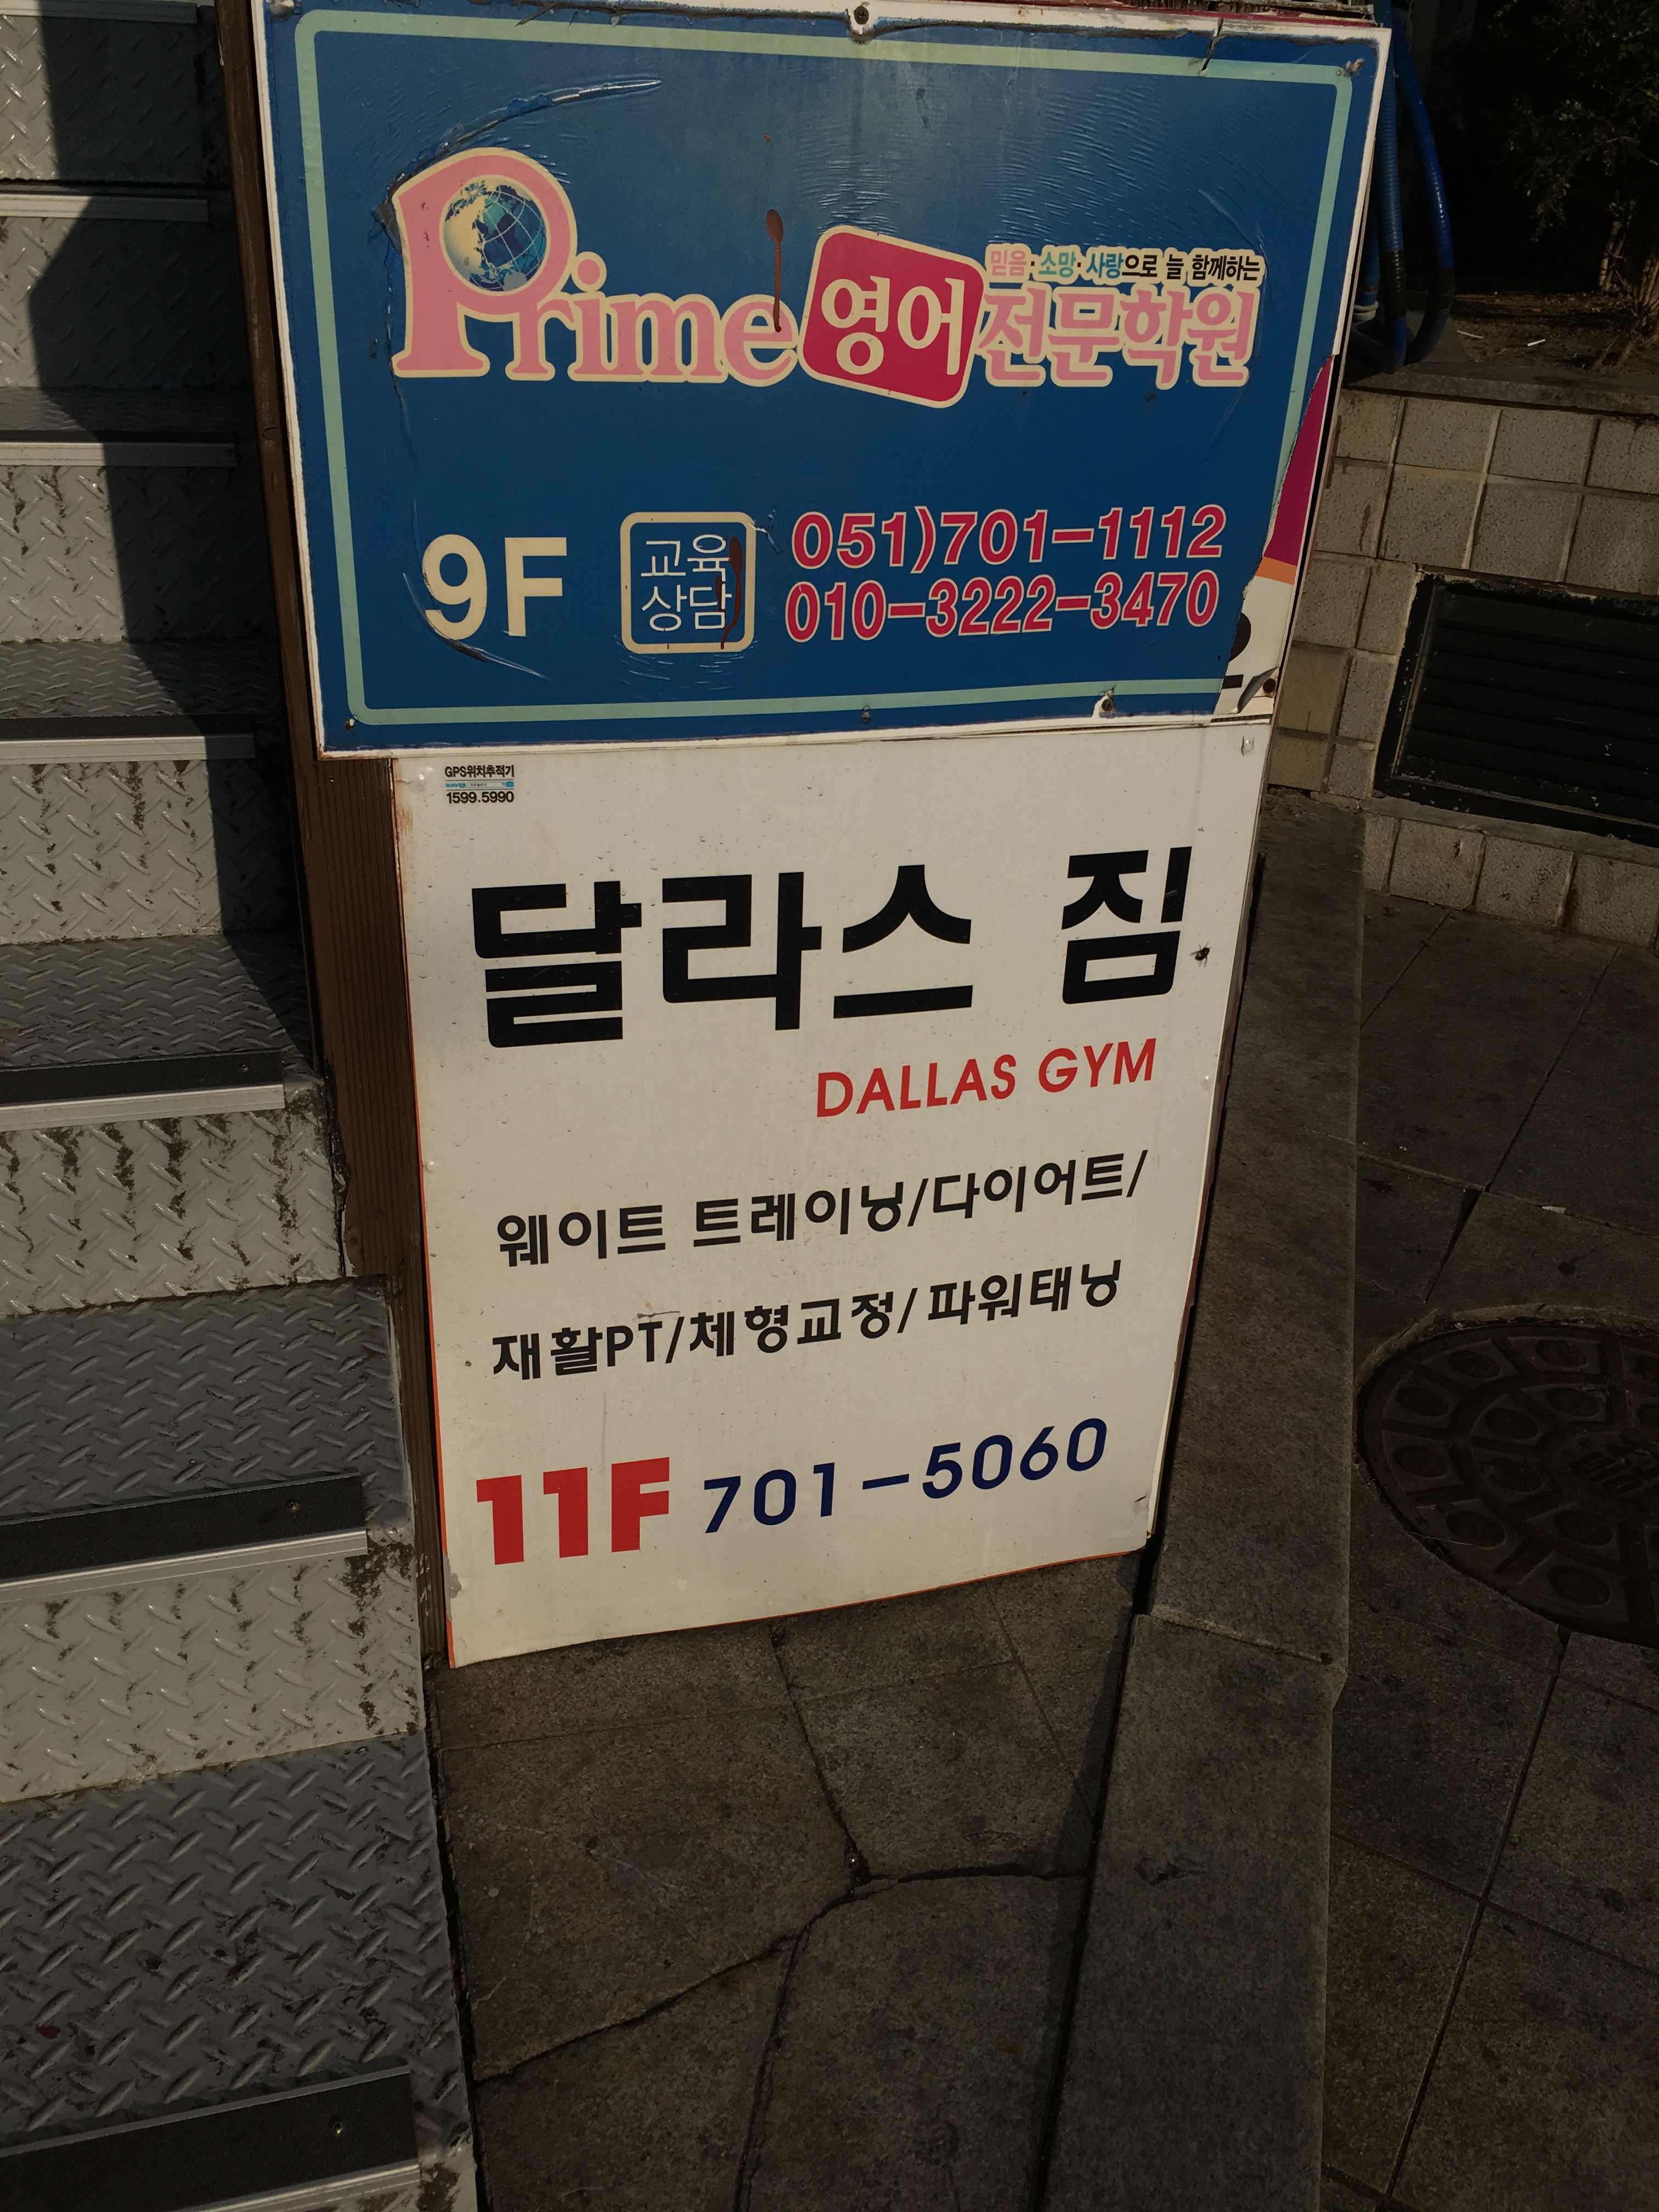 믿음·소망·사랑으로 늘 함께하는
Prime 영어 전문학원
9F
교육
상담
051)701-1112
010-3222-3470
GPS위치추적기
1599.5990
달라스 짐
DALLAS GYM
웨이트 트레이닝/다이어트/
재활PT/체형교정/파워태닝
11F 701-5060